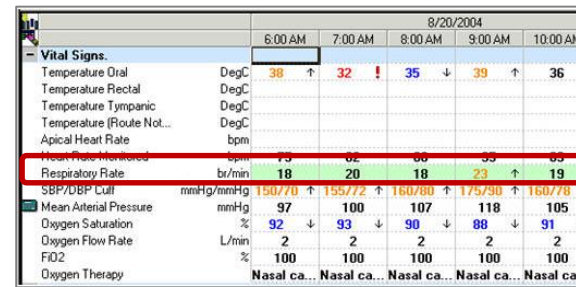 8/20/2004
6:00 AM 7:00 AM 8:00 AM 9:00 AM 10:00 AM
− Vital Signs.
Temperature Oral DegC 38 ↑ 32 ! 35 ↓ 39 ↑ 36
Temperature Rectal DegC
Temperature Tympanic DegC
Temperature (Route Not... DegC
Apical Heart Rate bpm
Heart Rate Monitored bpm
Respiratory Rate br/min 18 20 18 23 ↑ 19
SBP/DBP Cuff mmHg/mmHg 150/70 ↑ 155/72 ↑ 160/80 ↑ 175/90 ↑ 160/78
Mean Arterial Pressure mmHg 97 100 107 118 105
Oxygen Saturation % 92 ↓ 93 ↓ 90 ↓ 88 ↓ 91
Oxygen Flow Rate L/min 2 2 2 2 2
FiO2 % 100 100 100 100 100
Oxygen Therapy Nasal ca... Nasal ca... Nasal ca... Nasal ca... Nasal ca